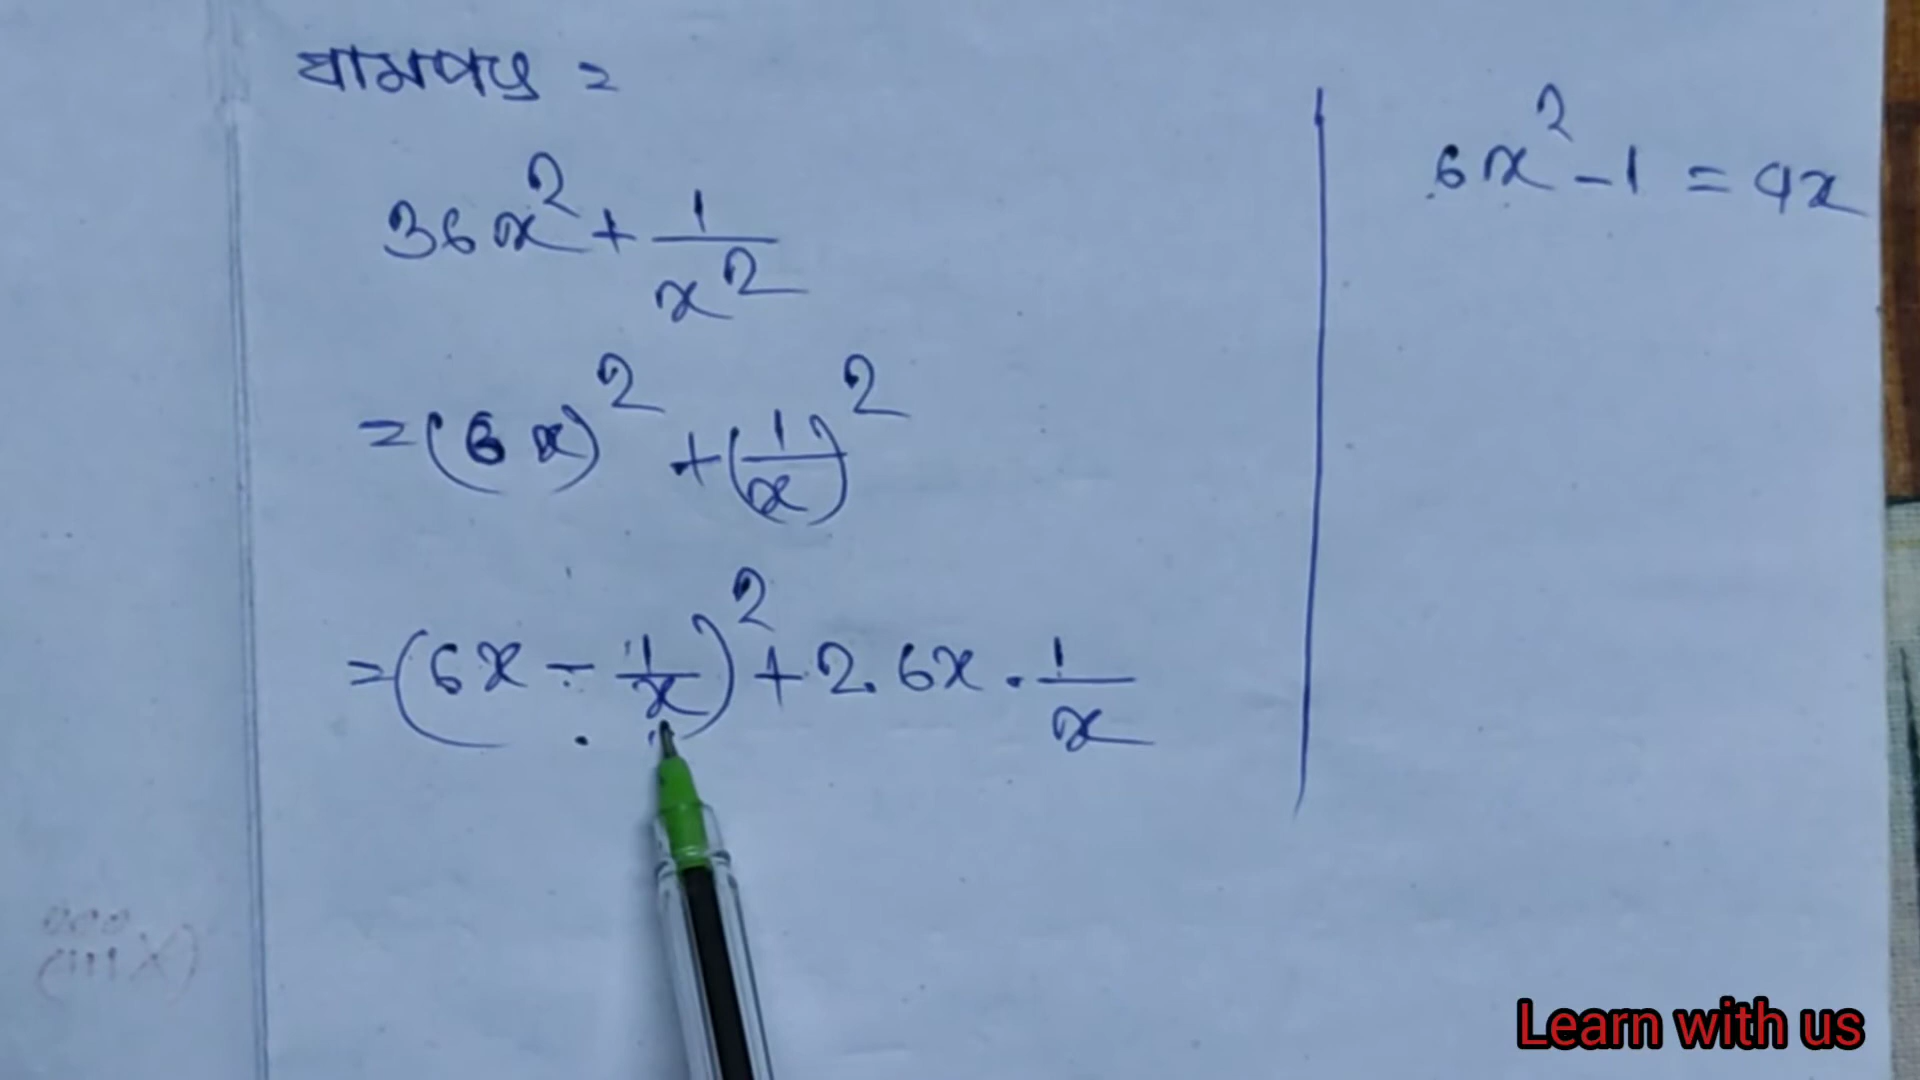 বামপক্ষ =
36x² + 1/x²
= (6x)² + (1/x)²
= (6x - 1/x)² + 2. 6x . 1/x
6x² - 1 = 4x
Learn with us